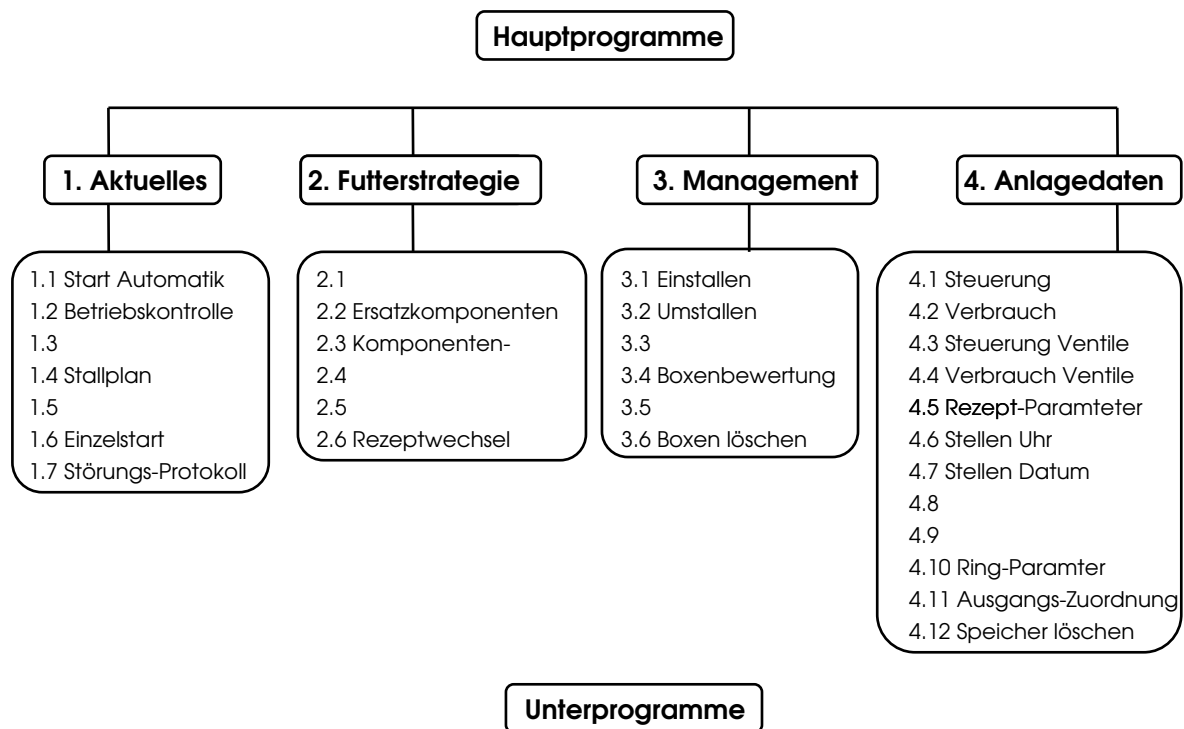 Hauptprogramme
1. Aktuelles
2. Futterstrategie
3. Management
4. Anlagedaten
1.1 Start Automatik
1.2 Betriebskontrolle
1.3
1.4 Stallplan
1.5
1.6 Einzelstart
1.7 Störungs-Protokoll
2.1
2.2 Ersatzkomponenten
2.3 Komponenten-
2.4
2.5
2.6 Rezeptwechsel
3.1 Einstallen
3.2 Umstallen
3.3
3.4 Boxenbewertung
3.5
3.6 Boxen löschen
4.1 Steuerung
4.2 Verbrauch
4.3 Steuerung Ventile
4.4 Verbrauch Ventile
4.5 Rezept-Paramteter
4.6 Stellen Uhr
4.7 Stellen Datum
4.8
4.9
4.10 Ring-Paramter
4.11 Ausgangs-Zuordnung
4.12 Speicher löschen
Unterprogramme